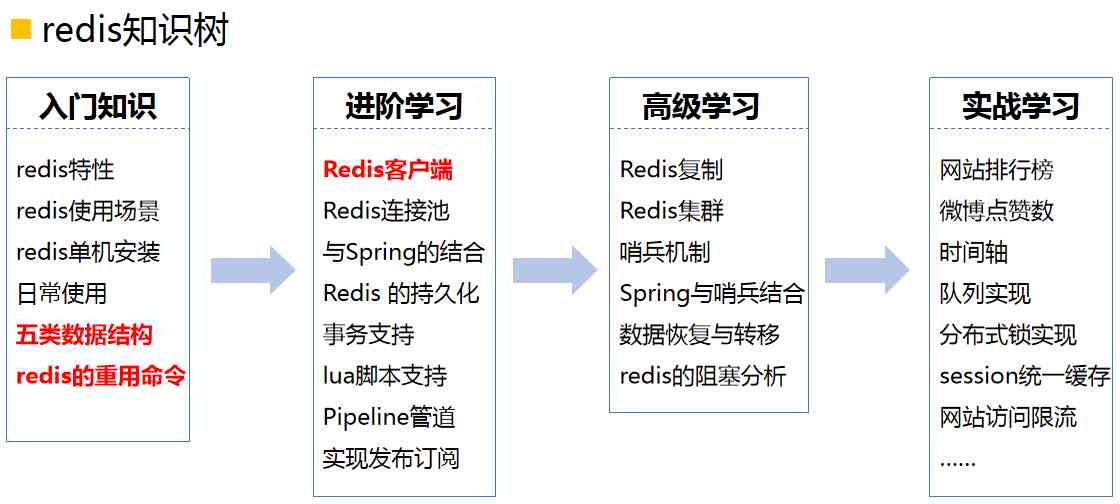 redis知识树
入门知识
redis特性
redis使用场景
redis单机安装
日常使用
五类数据结构
redis的重用命令
进阶学习
Redis客户端
Redis连接池
与Spring的结合
Redis 的持久化
事务支持
lua脚本支持
Pipeline管道
实现发布订阅
高级学习
Redis复制
Redis集群
哨兵机制
Spring与哨兵结合
数据恢复与转移
redis的阻塞分析
实战学习
网站排行榜
微博点赞数
时间轴
队列实现
分布式锁实现
session统一缓存
网站访问限流
......